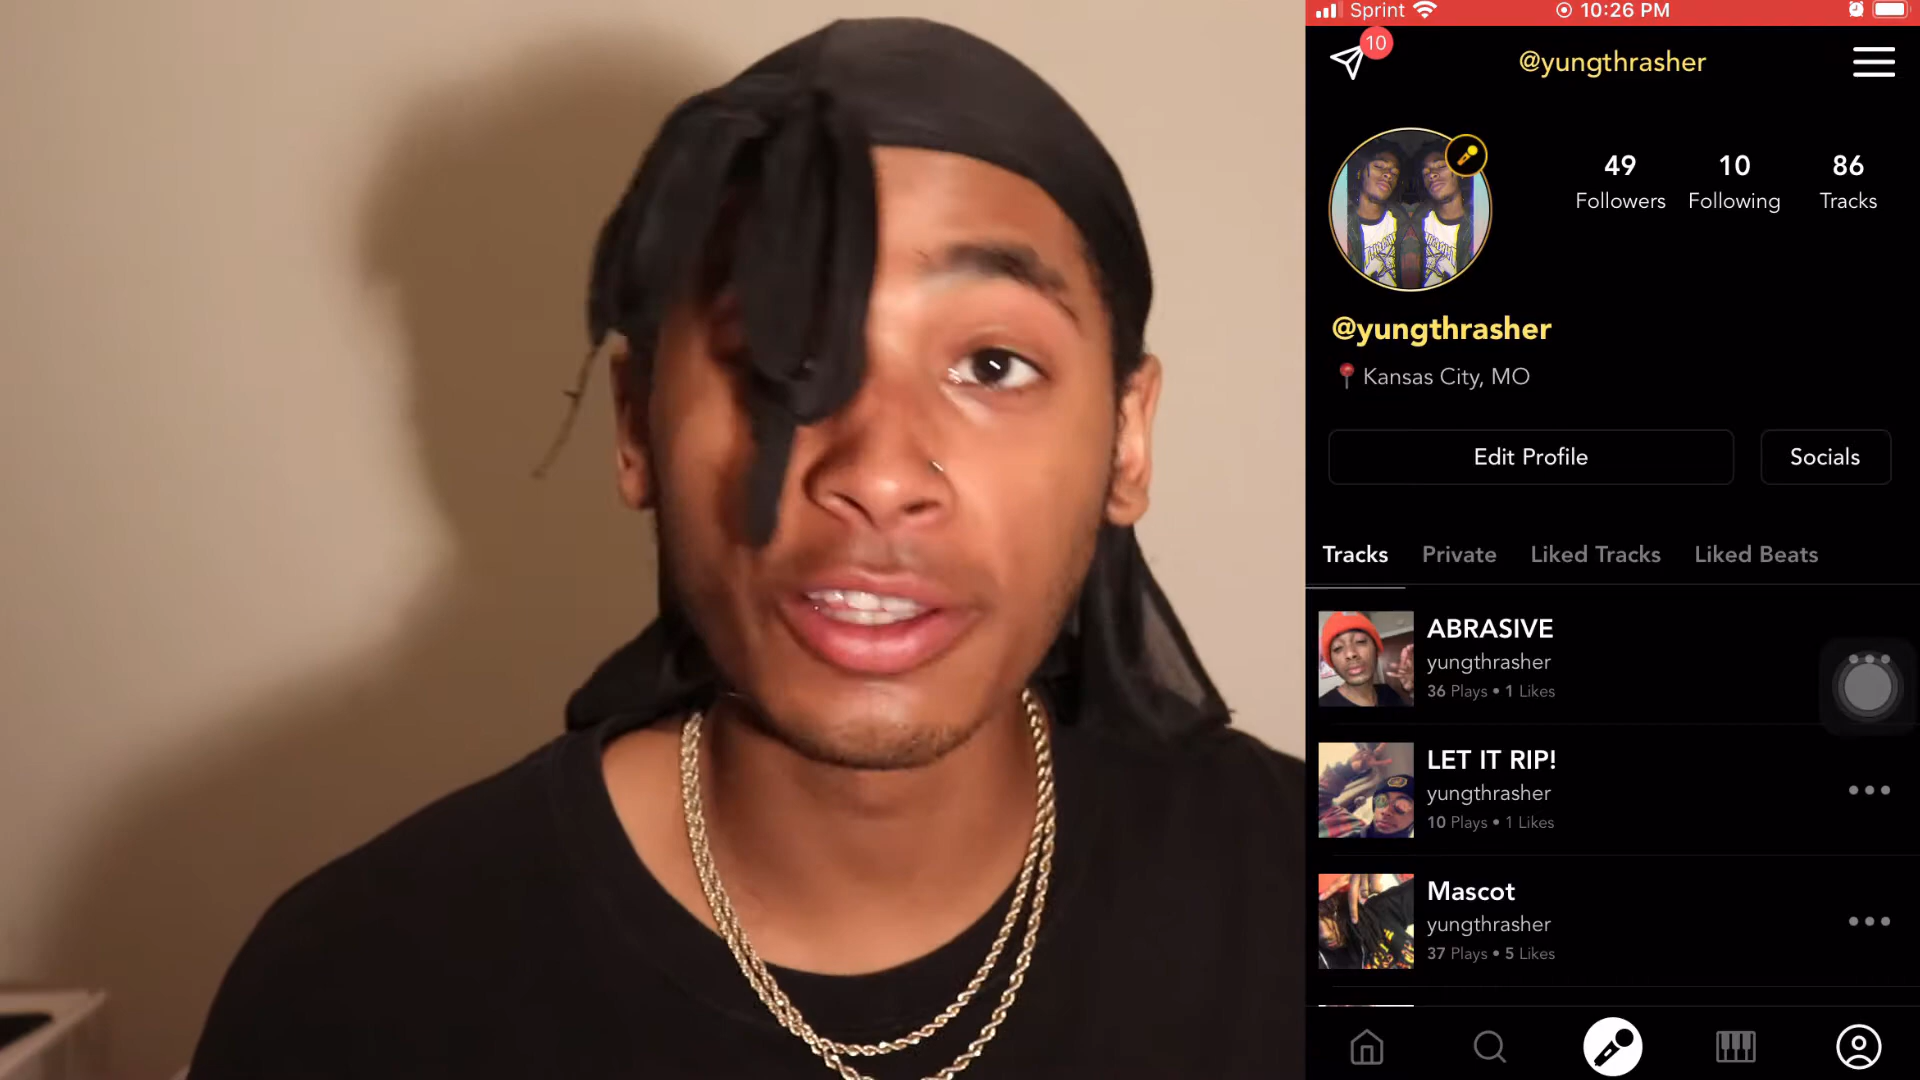 Sprint 10:26 PM
10
@yungthrasher
49 10 86
Followers Following Tracks
@yungthrasher
Kansas City, MO
Edit Profile Socials
Tracks Private Liked Tracks Liked Beats
ABRASIVE
yungthrasher
36 Plays • 1 Likes
LET IT RIP!
yungthrasher
10 Plays • 1 Likes
Mascot
yungthrasher
37 Plays • 5 Likes